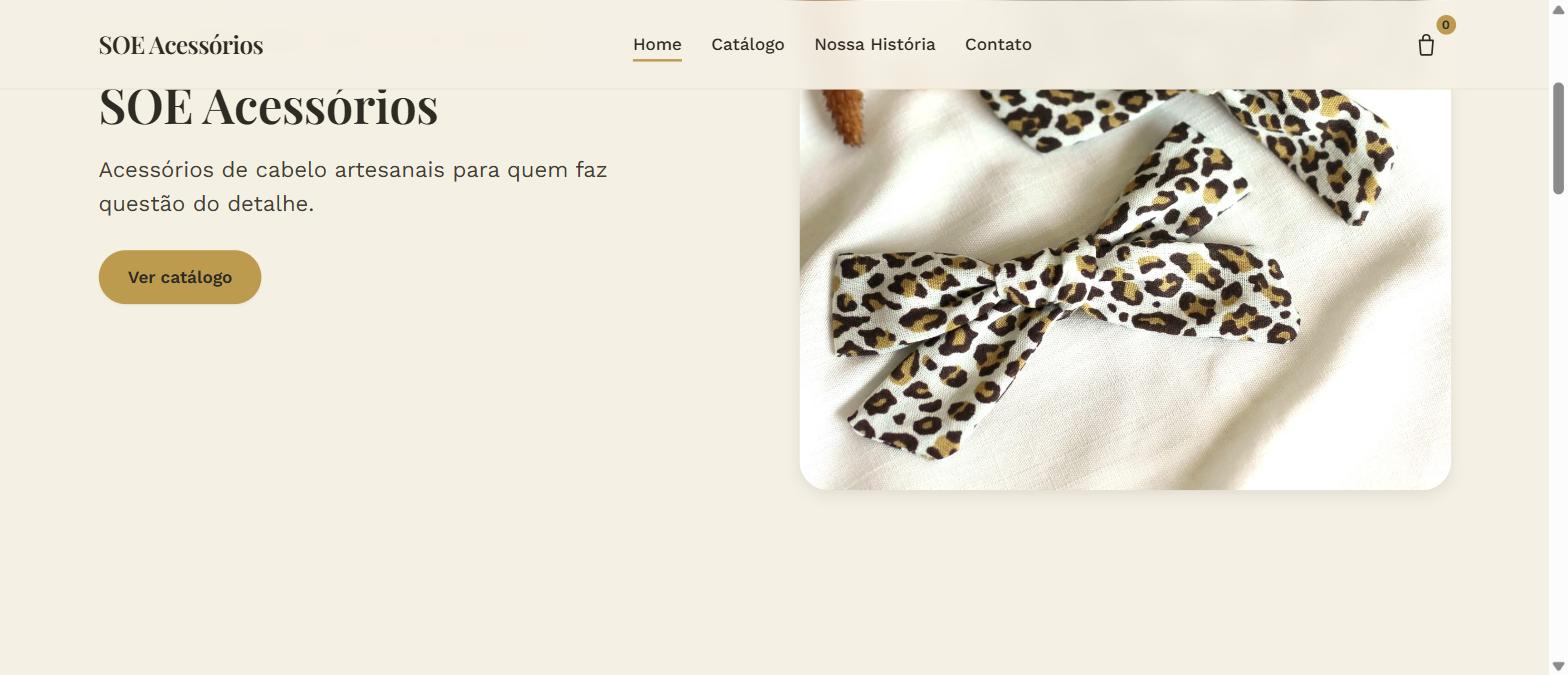 SOE Acessórios
Home Catálogo Nossa História Contato
0
SOE Acessórios
Acessórios de cabelo artesanais para quem faz
questão do detalhe.
Ver catálogo